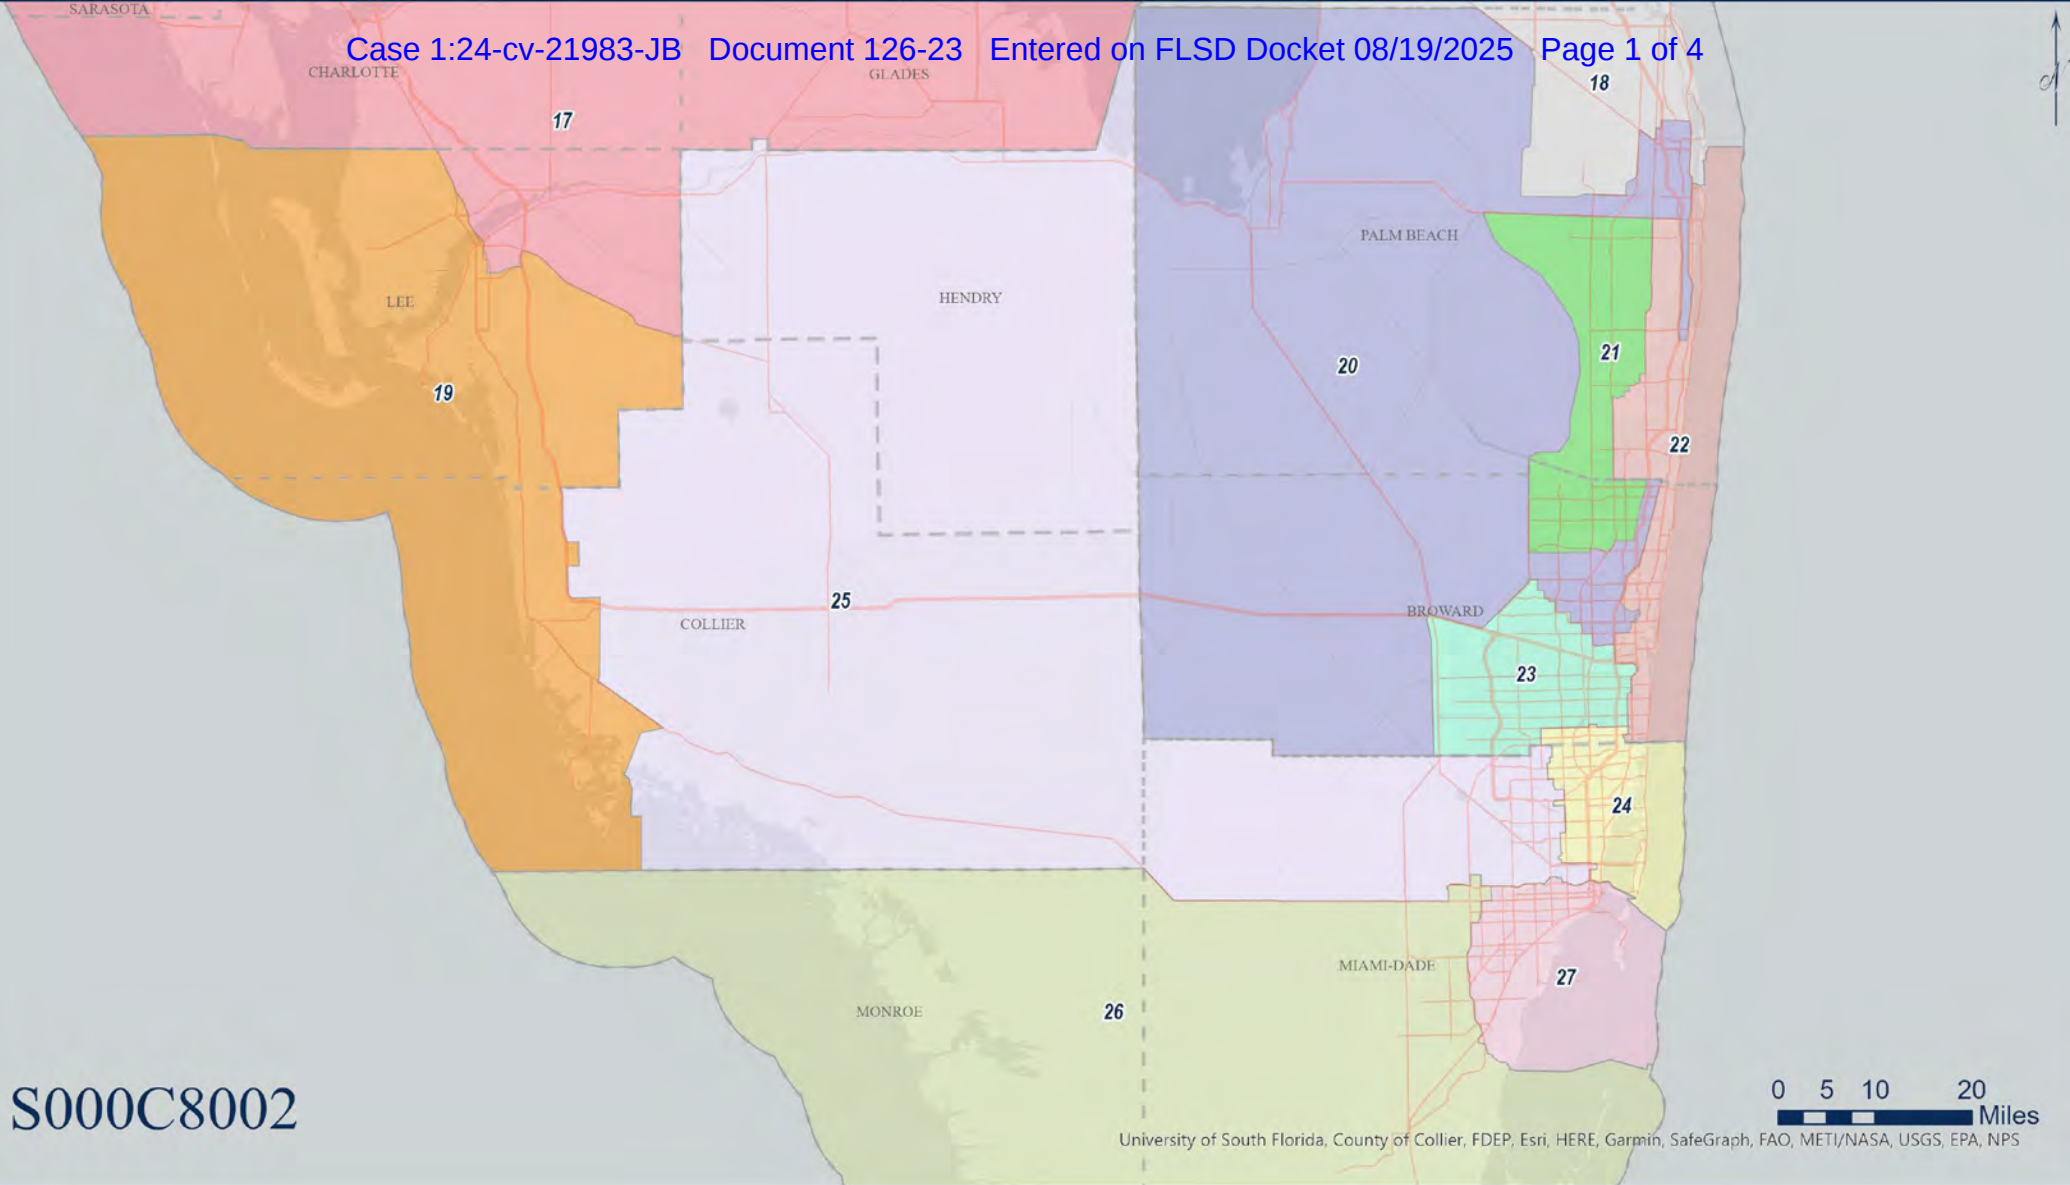 SARASOTA
Case 1:24-cv-21983-JB Document 126-23 Entered on FLSD Docket 08/19/2025 Page 1 of 4
CHARLOTTE
GLADES
18
17
PALM BEACH
HENDRY
LEE
21
20
19
22
25
BROWARD
COLLIER
23
24
MIAMI-DADE
27
MONROE
26
0 5 10 20
Miles
S000C8002
University of South Florida, County of Collier, FDEP, Esri, HERE, Garmin, SafeGraph, FAO, METI/NASA, USGS, EPA, NPS